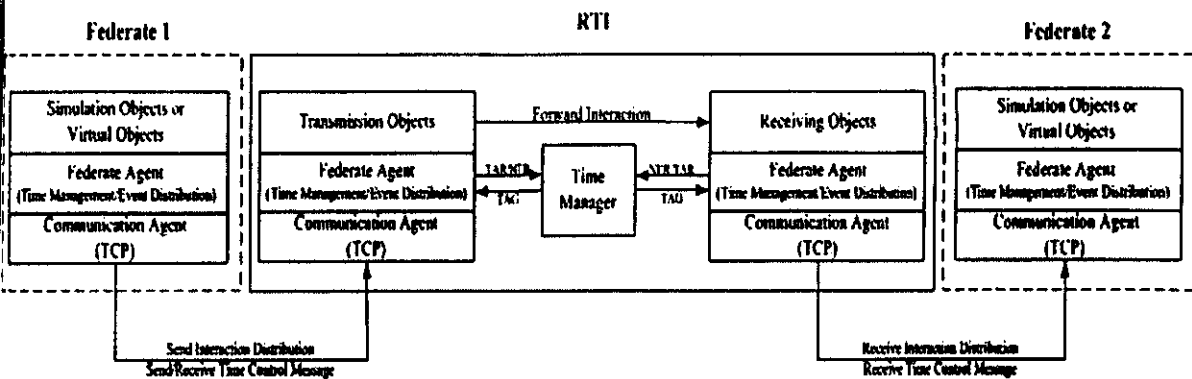 Federate 1
RTI
Federate 2
Simulation Objects or
Virtual Objects
Federate Agent
(Time Management/Event Distribution)
Communication Agent
(TCP)
Transmission Objects
Federate Agent
(Time Management/Event Distribution)
Communication Agent
(TCP)
Forward Interaction
TAR/NER
TAG
Time
Manager
NER/TAR
TAG
Receiving Objects
Federate Agent
(Time Management/Event Distribution)
Communication Agent
(TCP)
Simulation Objects or
Virtual Objects
Federate Agent
(Time Management/Event Distribution)
Communication Agent
(TCP)
Send Interaction Distribution
Send/Receive Time Control Message
Receive Interaction Distribution
Receive Time Control Message